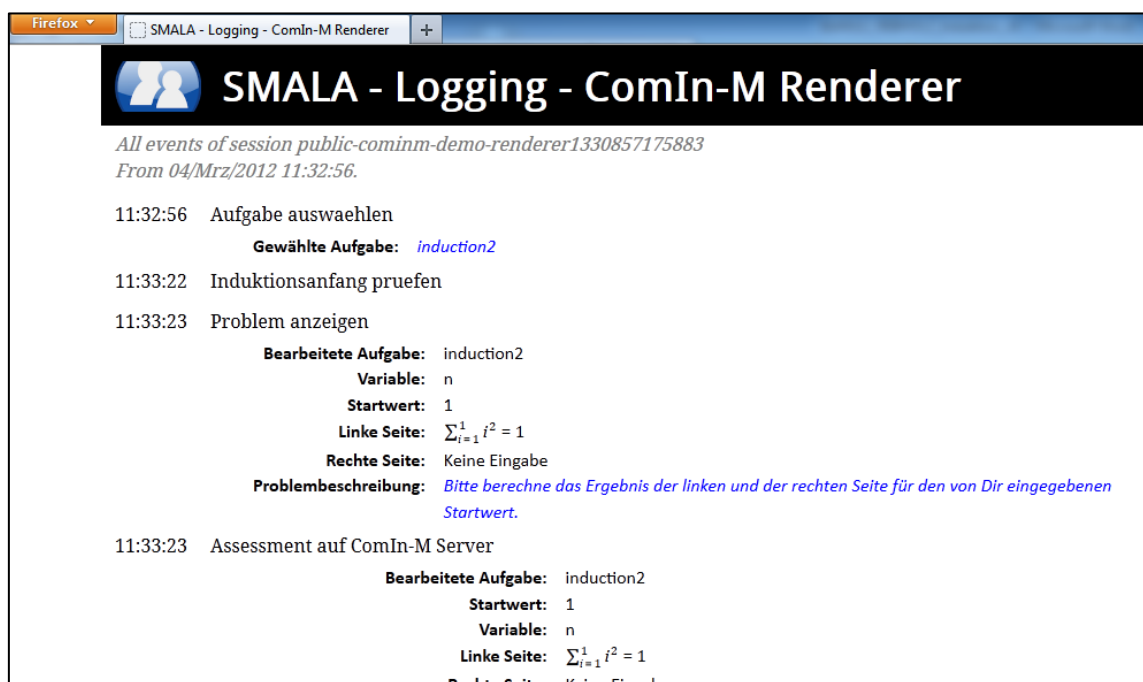 Firefox
SMALA - Logging - ComIn-M Renderer +
SMALA - Logging - ComIn-M Renderer
All events of session public-cominm-demo-renderer1330857175883
From 04/Mrz/2012 11:32:56.
11:32:56 Aufgabe auswaehlen
Gewählte Aufgabe: induction2
11:33:22 Induktionsanfang pruefen
11:33:23 Problem anzeigen
Bearbeitete Aufgabe: induction2
Variable: n
Startwert: 1
Linke Seite: ∑_{i=1}^{1} i² = 1
Rechte Seite: Keine Eingabe
Problembeschreibung: Bitte berechne das Ergebnis der linken und der rechten Seite für den von Dir eingegebenen
Startwert.
11:33:23 Assessment auf ComIn-M Server
Bearbeitete Aufgabe: induction2
Startwert: 1
Variable: n
Linke Seite: ∑_{i=1}^{1} i² = 1